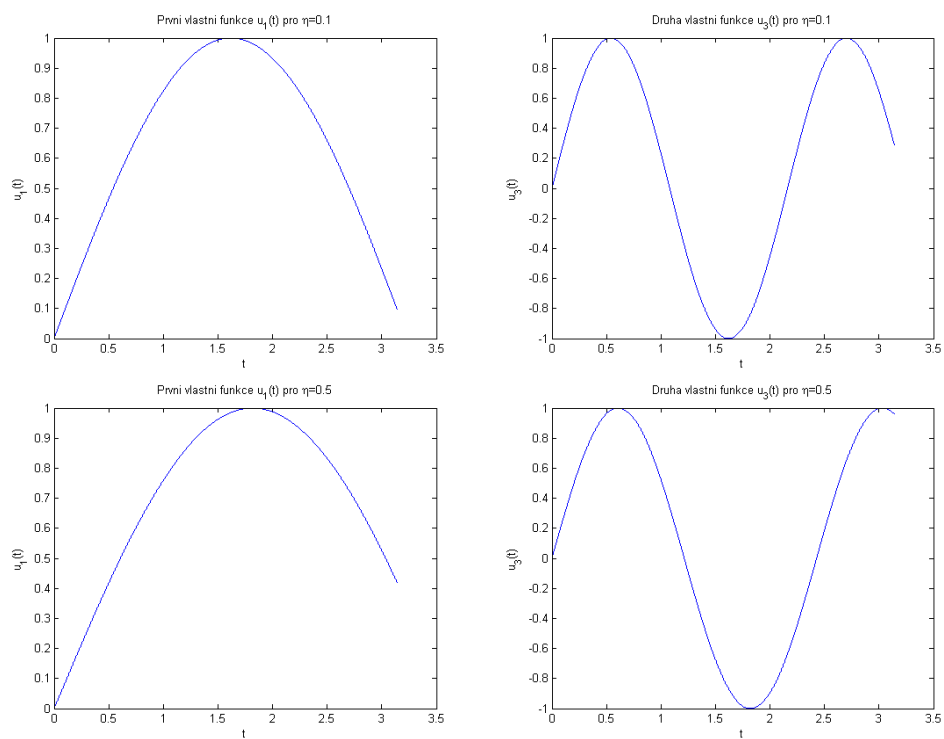 Prvni vlastni funkce u₁(t) pro η=0.1
1
0.9
0.8
0.7
0.6
0.5
0.4
0.3
0.2
0.1
0
u₁(t)
0 0.5 1 1.5 2 2.5 3 3.5
t
Druha vlastni funkce u₃(t) pro η=0.1
1
0.8
0.6
0.4
0.2
0
-0.2
-0.4
-0.6
-0.8
-1
u₃(t)
0 0.5 1 1.5 2 2.5 3 3.5
t
Prvni vlastni funkce u₁(t) pro η=0.5
1
0.9
0.8
0.7
0.6
0.5
0.4
0.3
0.2
0.1
0
u₁(t)
0 0.5 1 1.5 2 2.5 3 3.5
t
Druha vlastni funkce u₃(t) pro η=0.5
1
0.8
0.6
0.4
0.2
0
-0.2
-0.4
-0.6
-0.8
-1
u₃(t)
0 0.5 1 1.5 2 2.5 3 3.5
t